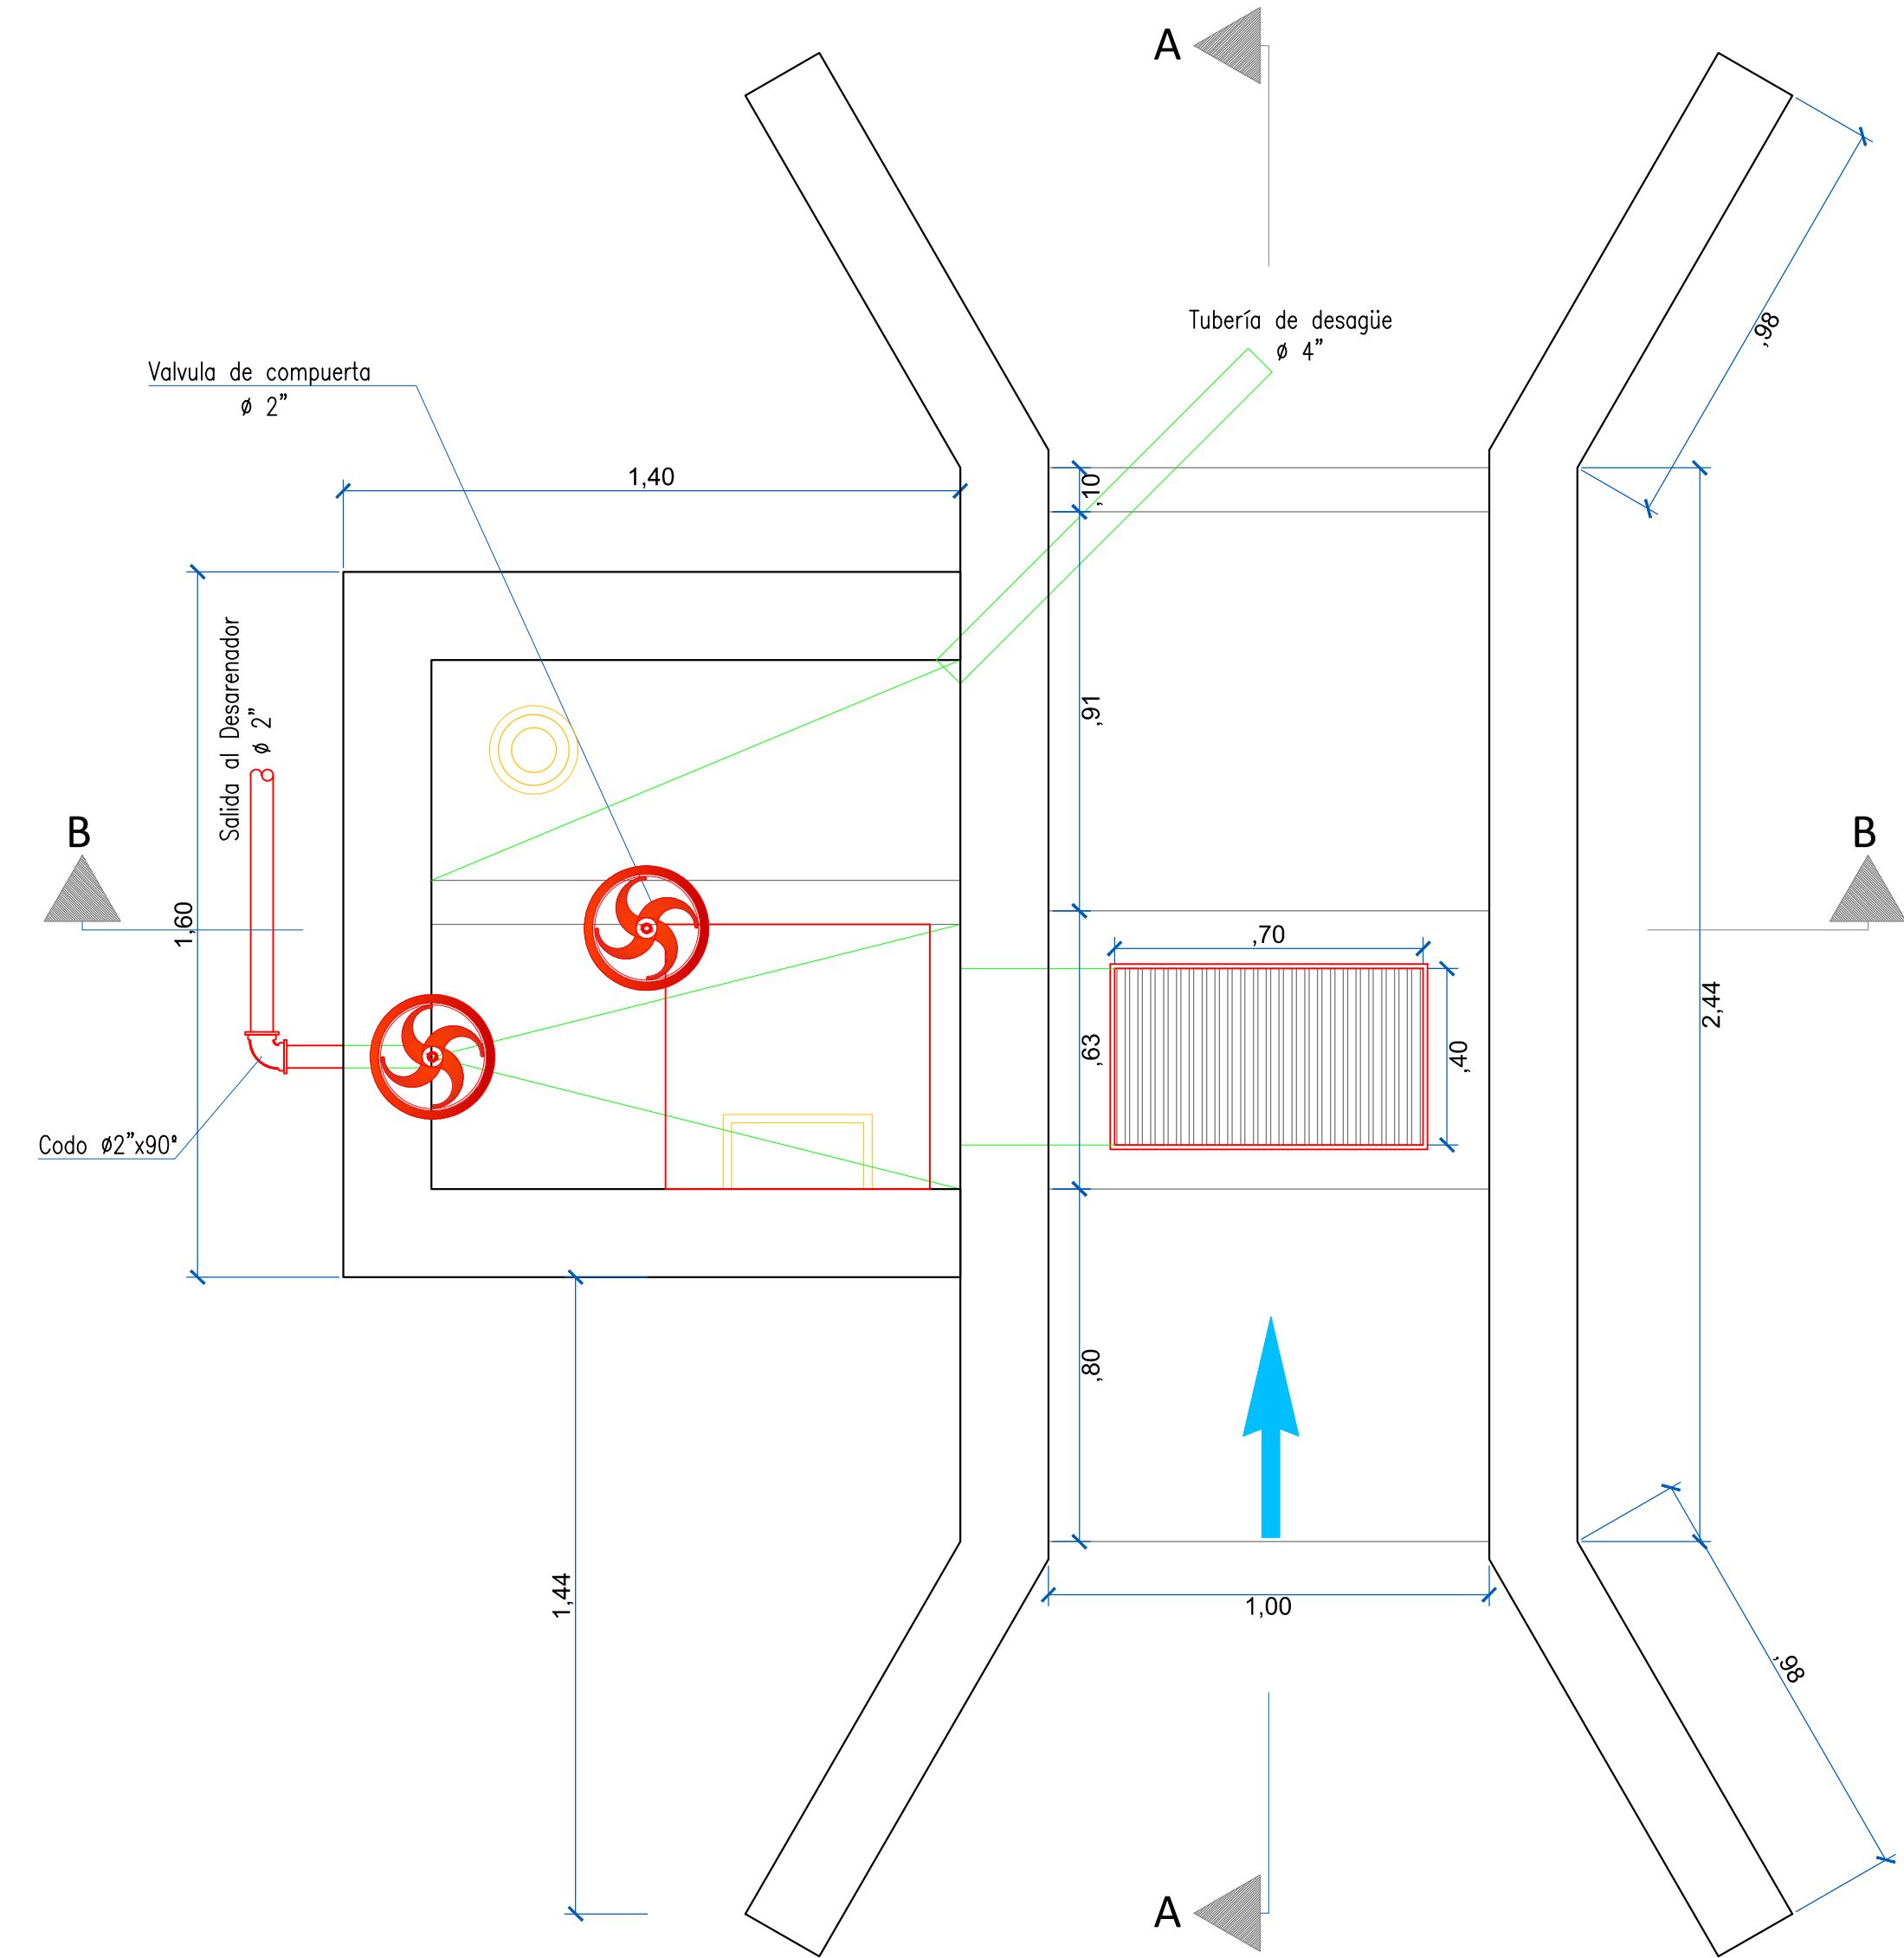 A
Tubería de desagüe
ø 4"
,98
Valvula de compuerta
ø 2"
1,40
,10
Salida al Desarenador
ø 2"
,91
B
B
1,60
,70
2,44
,63
,40
Codo ø2"x90°
,80
1,44
1,00
,98
A